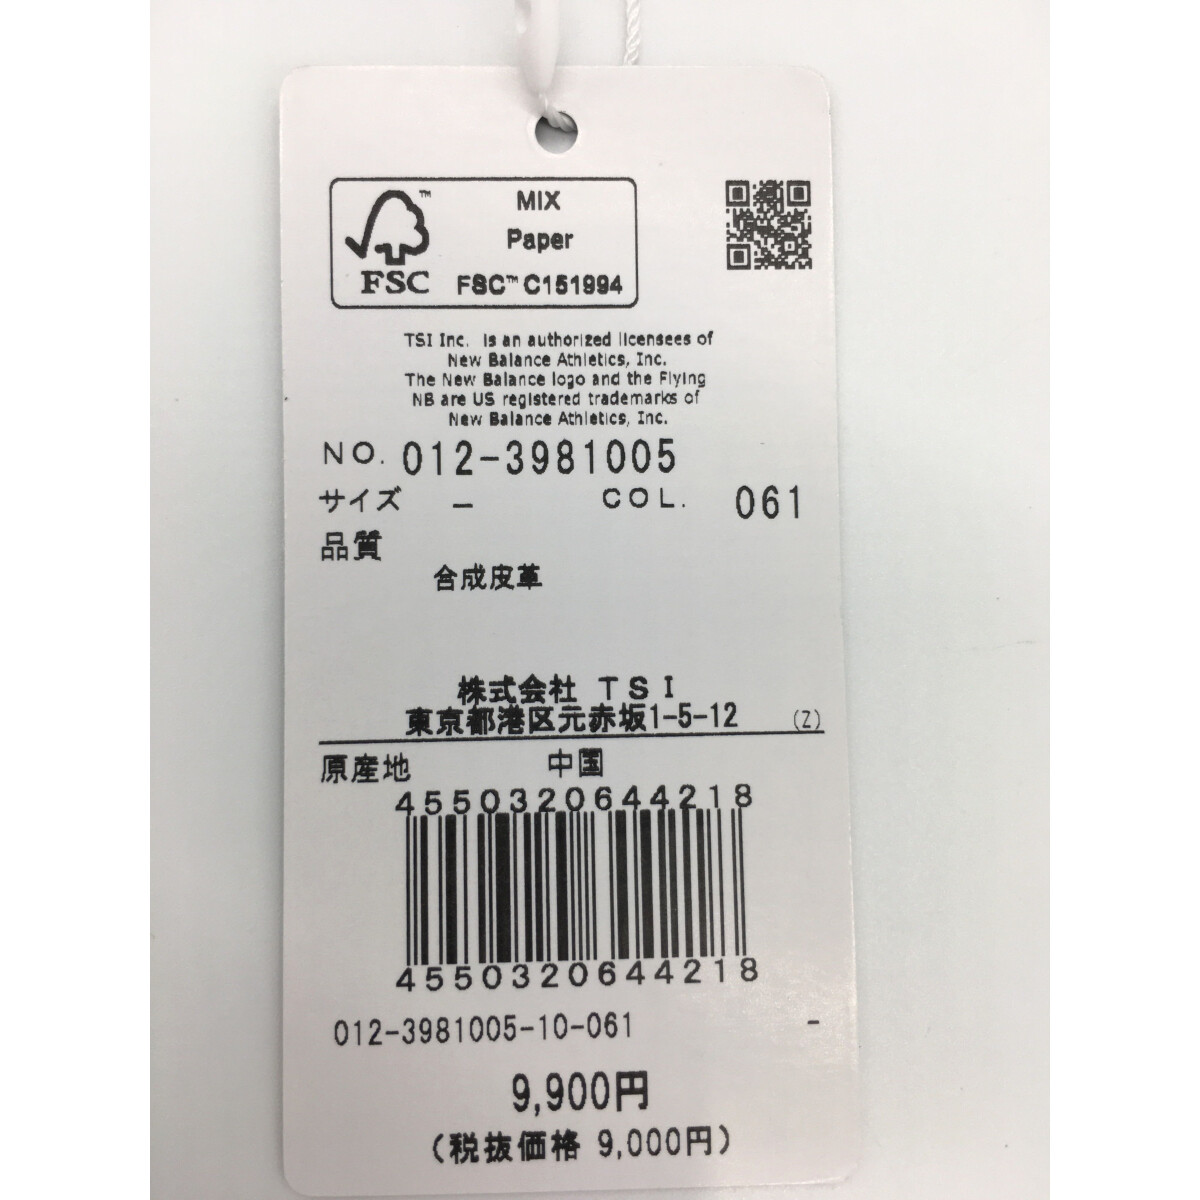 MIX
Paper
FSC™ C151994
FSC
TSI Inc. is an authorized licensees of
New Balance Athletics, Inc.
The New Balance logo and the Flying
NB are US registered trademarks of
New Balance Athletics, Inc.
NO. 012-3981005
サイズ - COL. 061
品質
合成皮革
株式会社 TSI
東京都港区元赤坂1-5-12 (Z)
原産地 中国
4550320644218
4550320644218
012-3981005-10-061 -
9,900円
(税抜価格 9,000円)